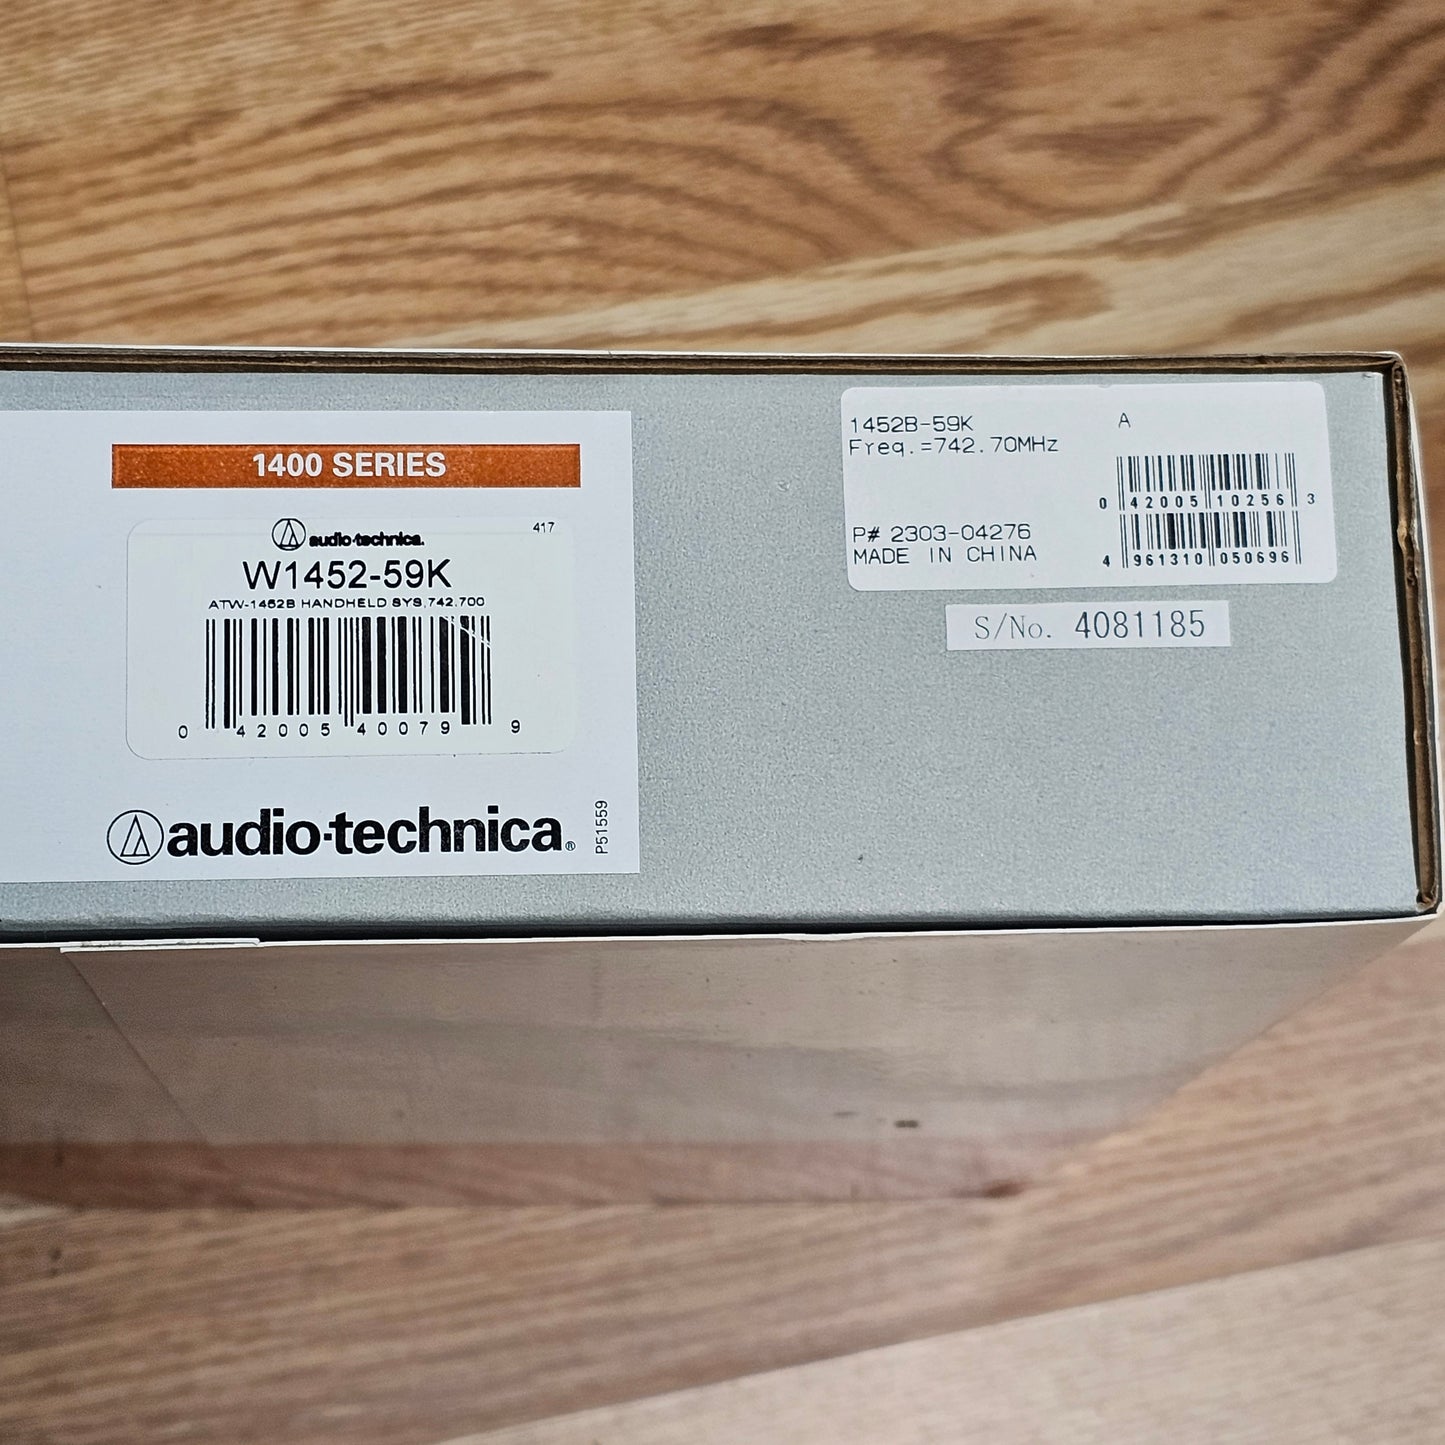 1400 SERIES
audio-technica.
417
W1452-59K
ATW-1452B HANDHELD SYS,742.700
0 42005 40079 9
audio-technica®
P51559
1452B-59K
A
Freq.=742.70MHz
0 42005 10256 3
P# 2303-04276
MADE IN CHINA
4 961310 050696
S/No. 4081185